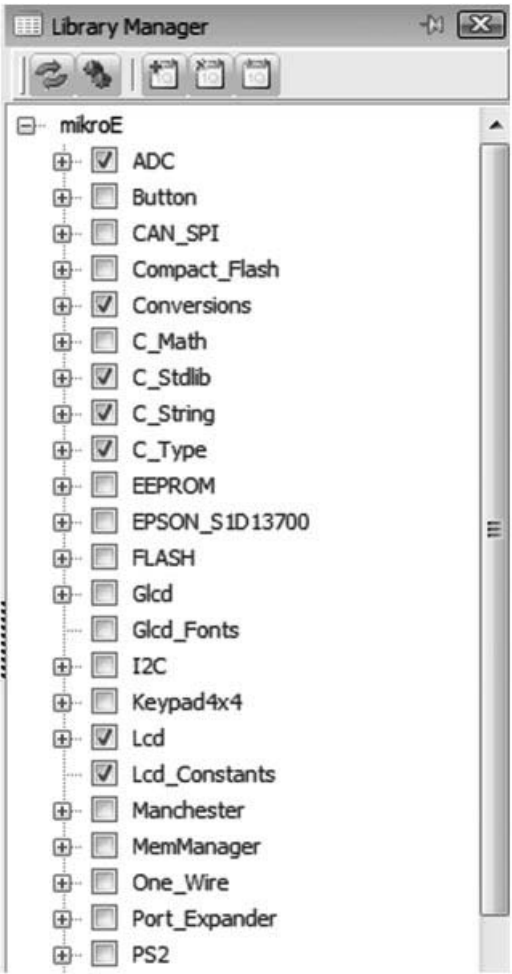 Library Manager
mikroE
ADC
Button
CAN_SPI
Compact_Flash
Conversions
C_Math
C_Stdlib
C_String
C_Type
EEPROM
EPSON_S1D13700
FLASH
Glcd
Glcd_Fonts
I2C
Keypad4x4
Lcd
Lcd_Constants
Manchester
MemManager
One_Wire
Port_Expander
PS2